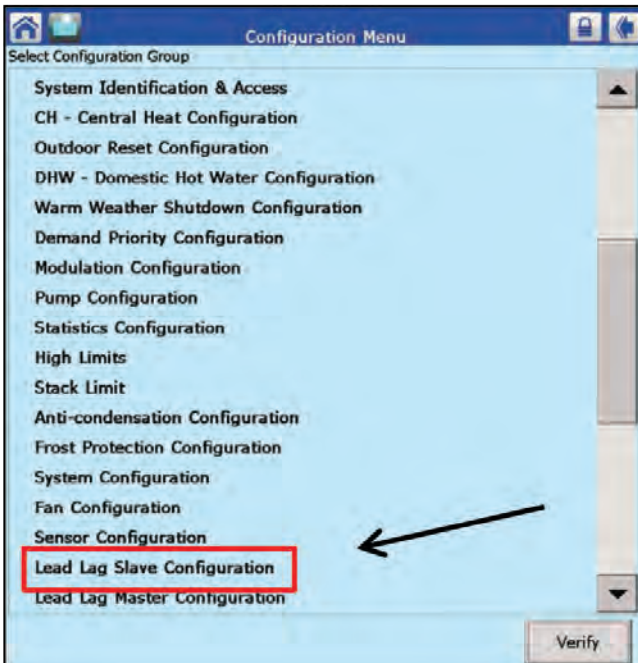 Configuration Menu
Select Configuration Group
System Identification & Access
CH - Central Heat Configuration
Outdoor Reset Configuration
DHW - Domestic Hot Water Configuration
Warm Weather Shutdown Configuration
Demand Priority Configuration
Modulation Configuration
Pump Configuration
Statistics Configuration
High Limits
Stack Limit
Anti-condensation Configuration
Frost Protection Configuration
System Configuration
Fan Configuration
Sensor Configuration
Lead Lag Slave Configuration
Lead Lag Master Configuration
Verify